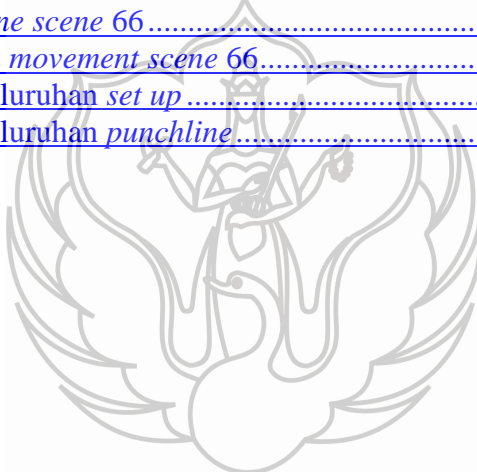 ne scene 66.......................................
movement scene 66..........................
luruhan set up.....................................
luruhan punchline..............................